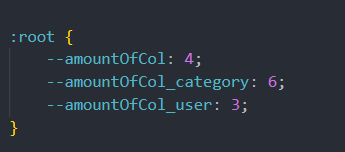 :root {
    --amountOfCol: 4;
    --amountOfCol_category: 6;
    --amountOfCol_user: 3;
}